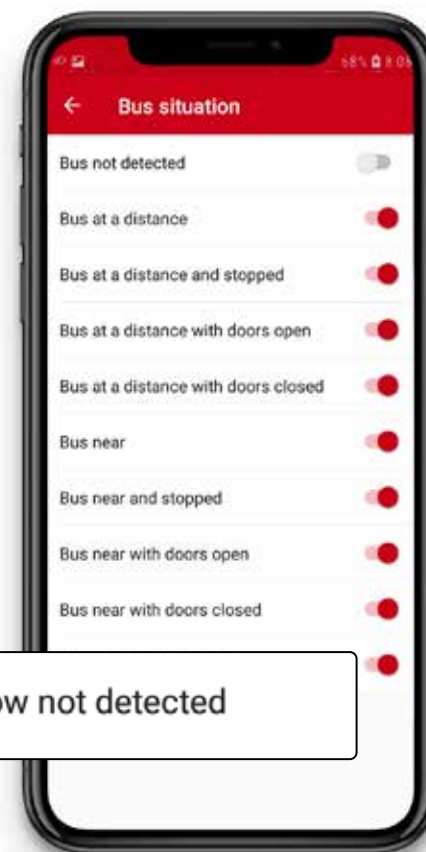 68% 8:05
Bus situation
Bus not detected
Bus at a distance
Bus at a distance and stopped
Bus at a distance with doors open
Bus at a distance with doors closed
Bus near
Bus near and stopped
Bus near with doors open
Bus near with doors closed
not detected